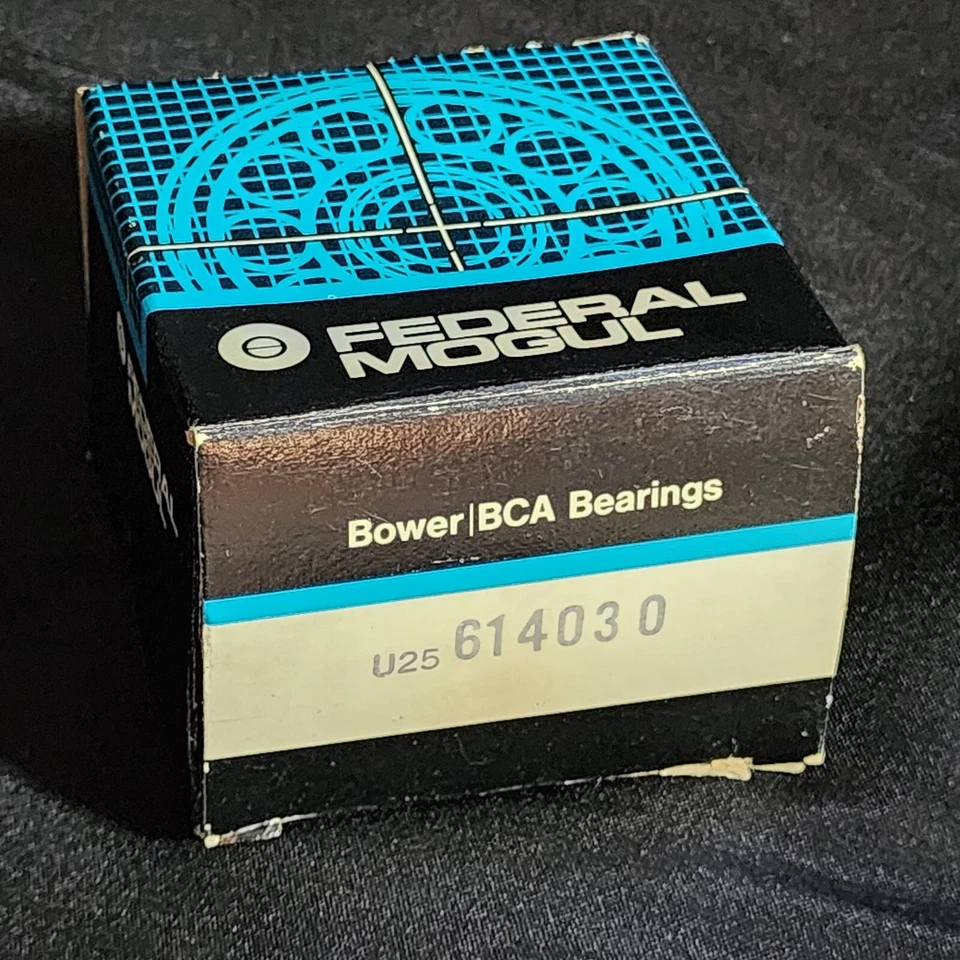 FEDERAL
MOGUL
Bower|BCA Bearings
U25 614030